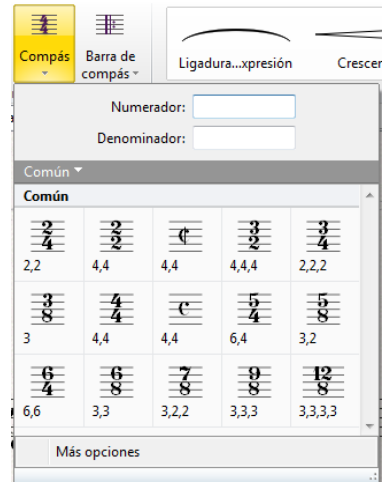 Compás
Barra de
compás
Ligadura...xpresión
Crescer
Numerador:
Denominador:
Común
Común
2 4 2 2 ¢ 3 2 3 4
2,2 4,4 4,4 4,4,4 2,2,2
3 8 4 4 c 5 4 5 8
3 4,4 4,4 6,4 3,2
6 4 6 8 7 8 9 8 12 8
6,6 3,3 3,2,2 3,3,3 3,3,3,3
Más opciones